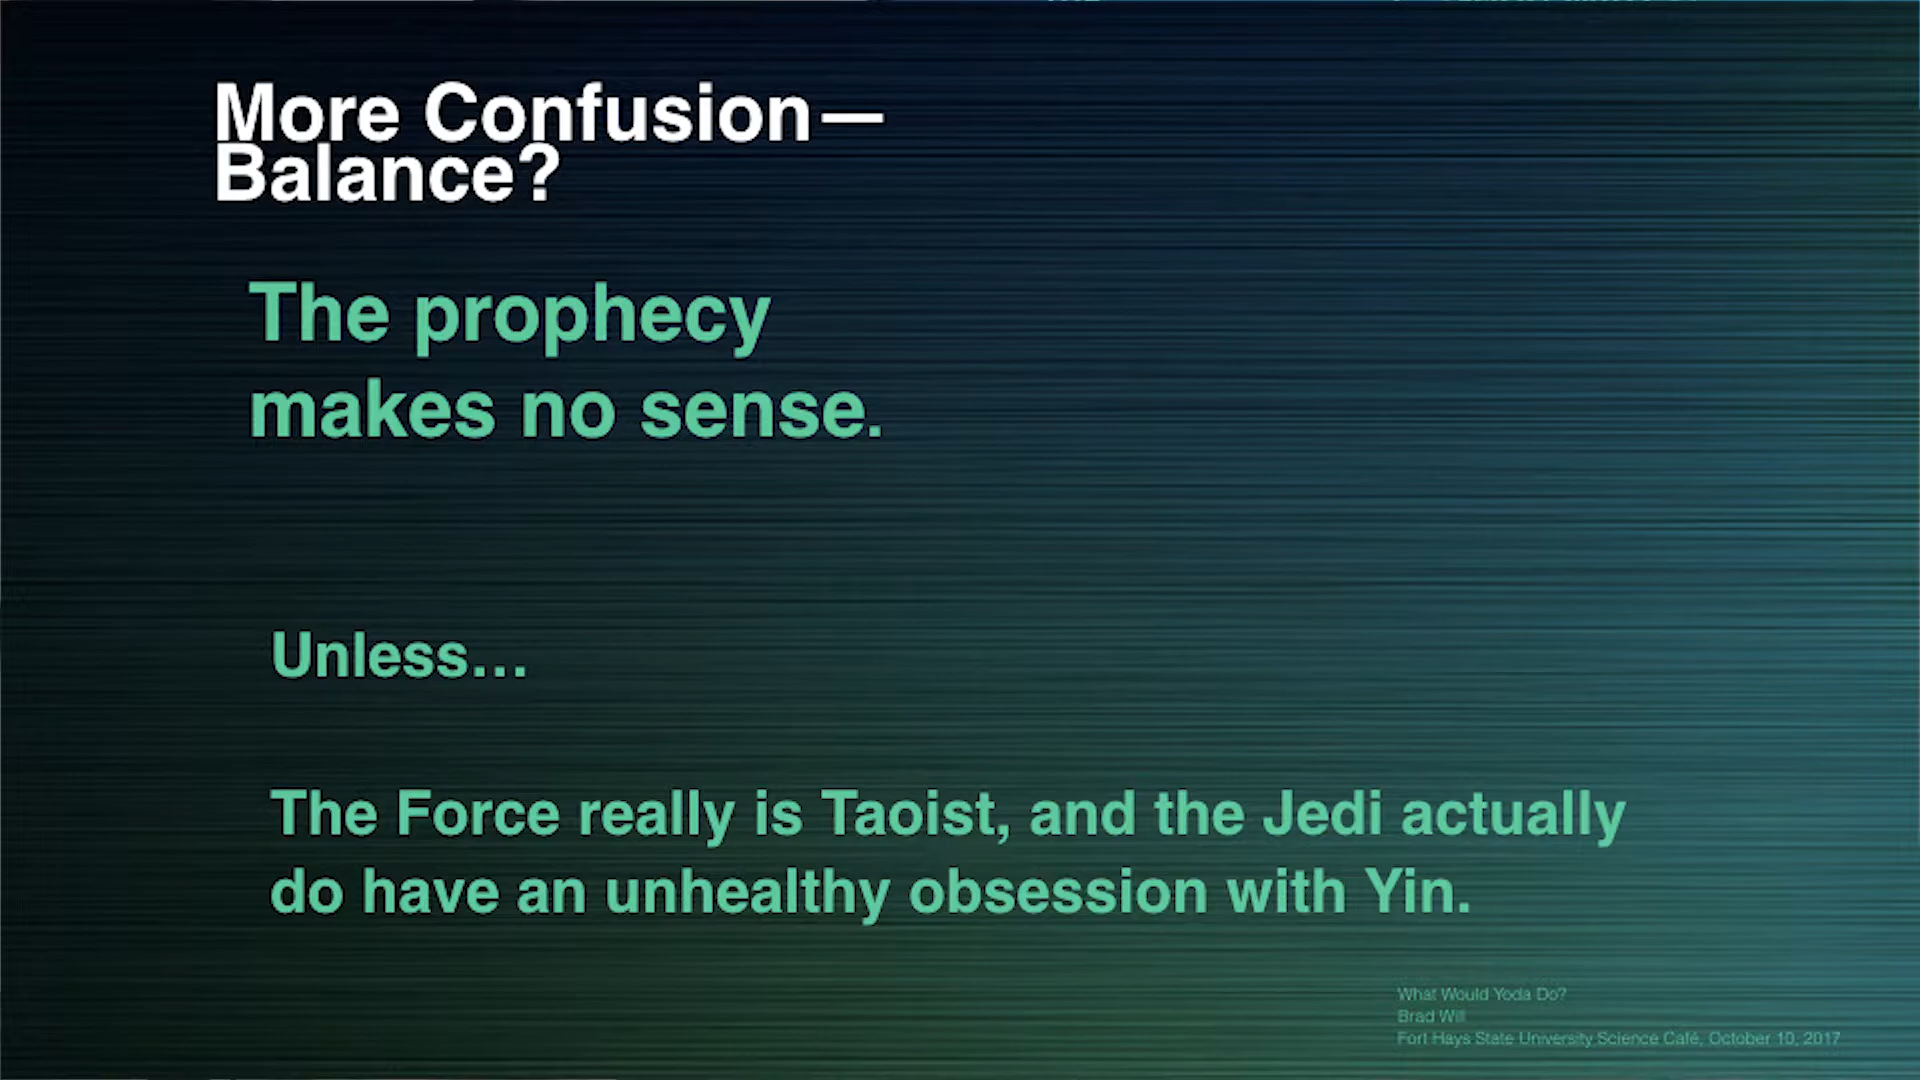 More Confusion—
Balance?
The prophecy
makes no sense.
Unless…
The Force really is Taoist, and the Jedi actually
do have an unhealthy obsession with Yin.
What Would Yoda Do?
Brad Will
Fort Hays State University Science Café, October 10, 2017